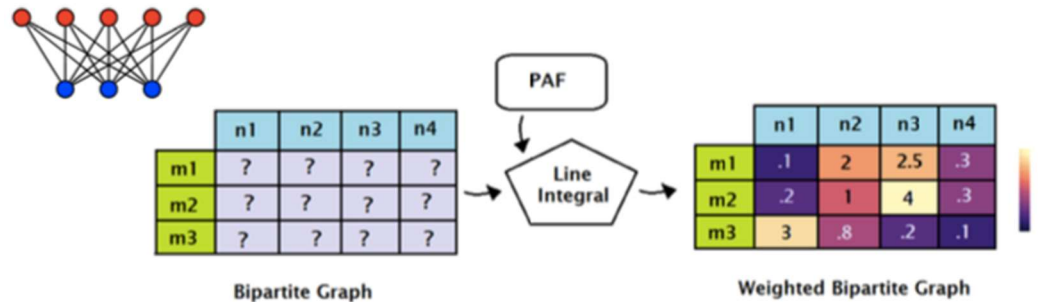 PAF
n1 n2 n3 n4
m1 ? ? ? ?
m2 ? ? ? ?
m3 ? ? ? ?
Bipartite Graph
Line
Integral
n1 n2 n3 n4
m1 .1 2 2.5 .3
m2 .2 1 4 .3
m3 3 .8 .2 .1
Weighted Bipartite Graph